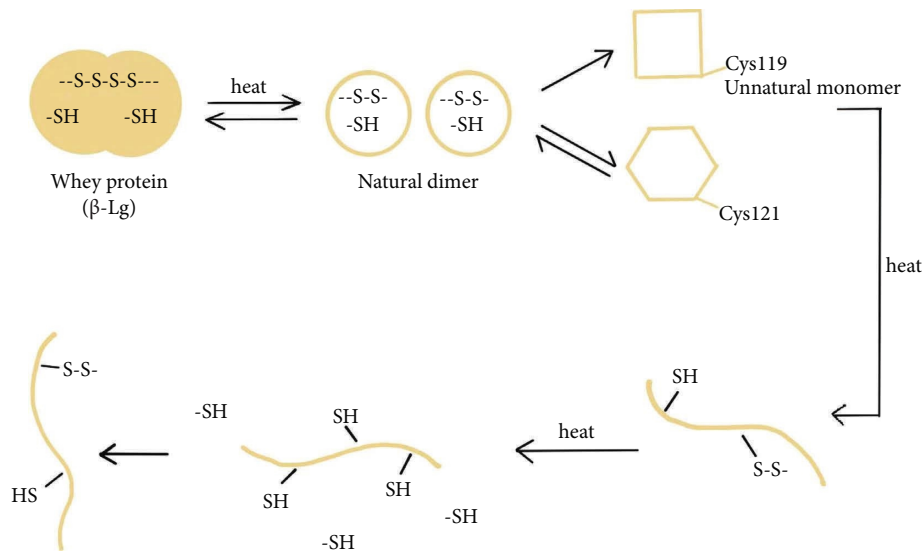 --S-S-S-S---
-SH
-SH
Whey protein
(β-Lg)
heat
--S-S-
-SH
--S-S-
-SH
Natural dimer
Cys119
Unnatural monomer
Cys121
heat
SH
S-S-
heat
-SH
SH
SH
SH
-SH
-SH
S-S-
HS